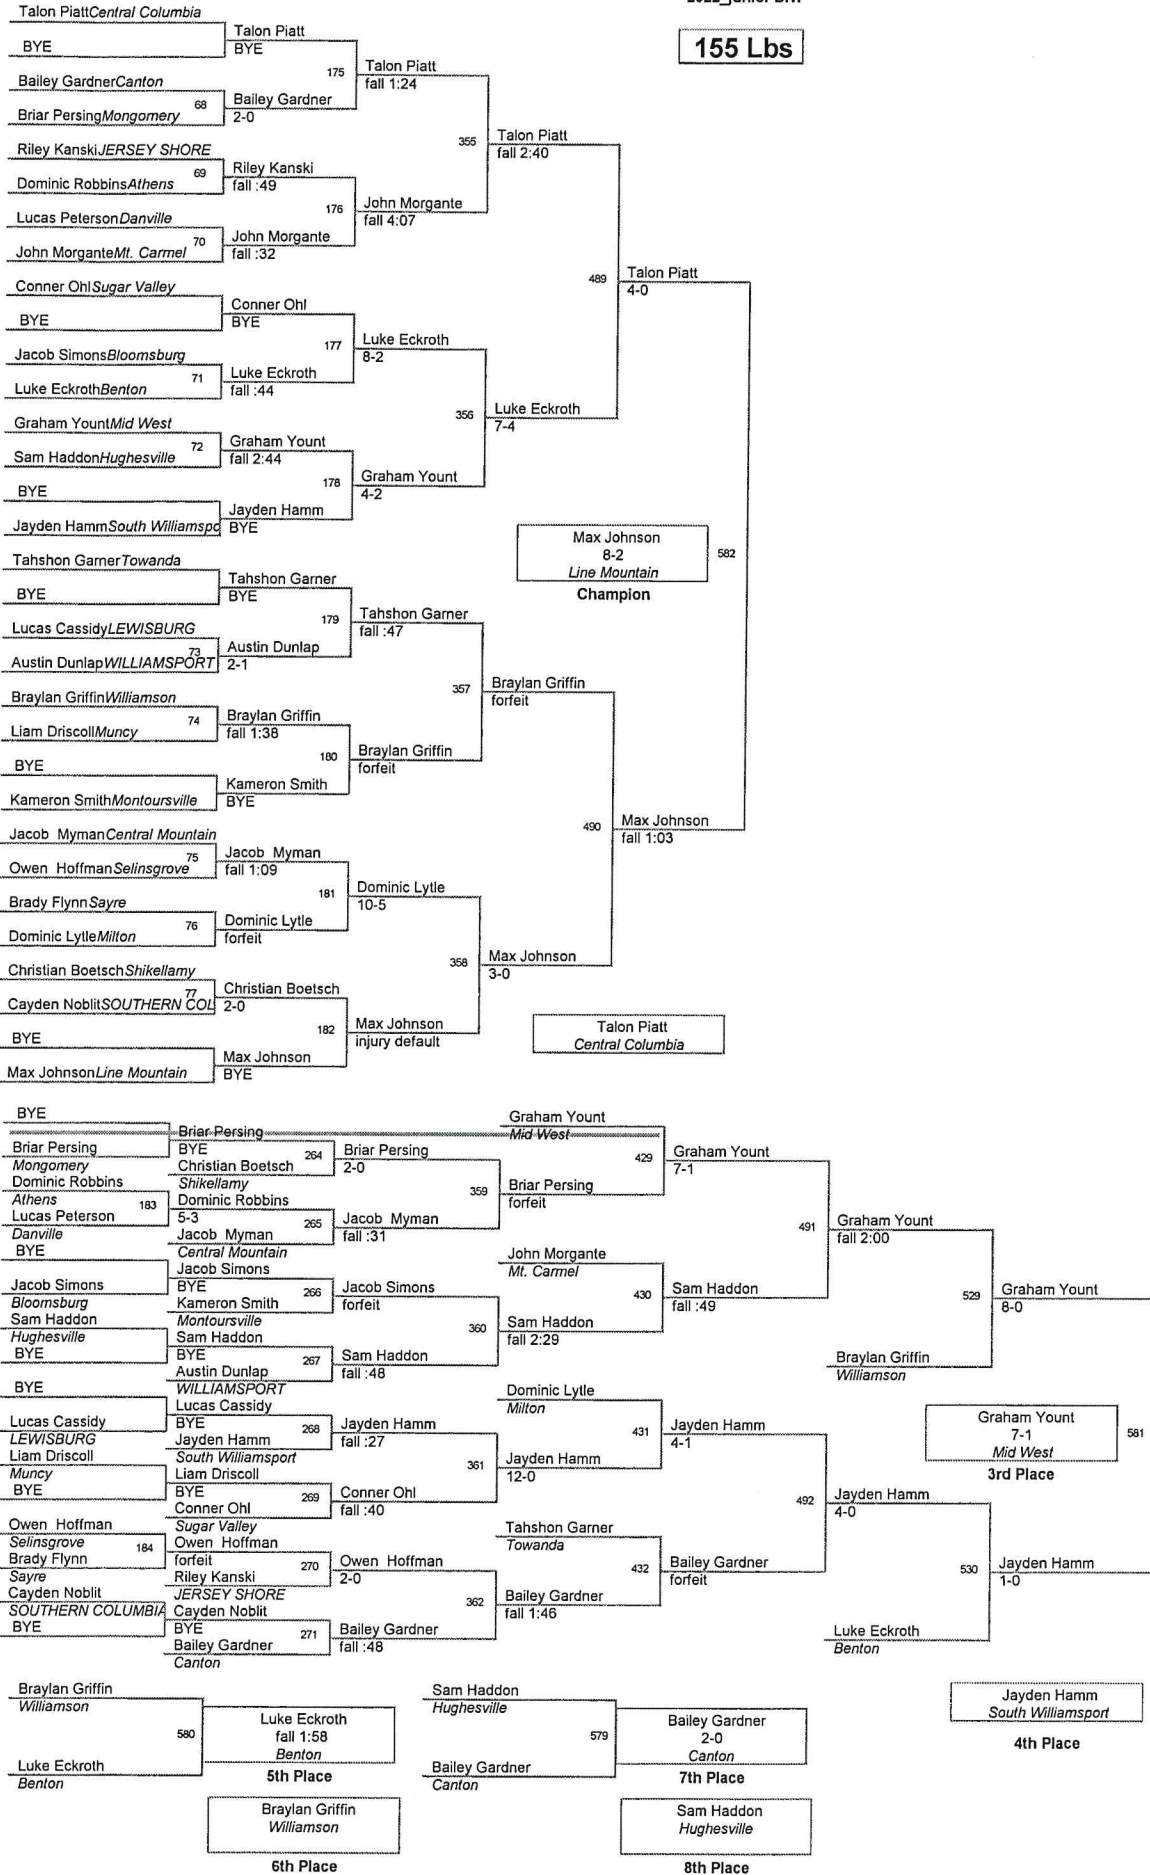 155 Lbs
Talon Piatt Central Columbia
BYE
Talon Piatt
BYE
175
Talon Piatt
fall 1:24
Bailey Gardner Canton
68
Briar Persing Mongomery
Bailey Gardner
2-0
355
Talon Piatt
fall 2:40
Riley Kanski JERSEY SHORE
69
Dominic Robbins Athens
Riley Kanski
fall :49
176
John Morgante
fall 4:07
Lucas Peterson Danville
70
John Morgante Mt. Carmel
John Morgante
fall :32
489
Talon Piatt
4-0
Conner Ohl Sugar Valley
BYE
Conner Ohl
BYE
177
Luke Eckroth
8-2
Jacob Simons Bloomsburg
71
Luke Eckroth Benton
Luke Eckroth
fall :44
356
Luke Eckroth
7-4
Graham Yount Mid West
72
Sam Haddon Hughesville
Graham Yount
fall 2:44
178
Graham Yount
4-2
BYE
Jayden Hamm South Williamspo
Jayden Hamm
BYE
Max Johnson
8-2
Line Mountain
582
Champion
Tahshon Garner Towanda
BYE
Tahshon Garner
BYE
179
Tahshon Garner
fall :47
Lucas Cassidy LEWISBURG
73
Austin Dunlap WILLIAMSPORT
Austin Dunlap
2-1
357
Braylan Griffin
forfeit
Braylan Griffin Williamson
74
Liam Driscoll Muncy
Braylan Griffin
fall 1:38
180
Braylan Griffin
forfeit
BYE
Kameron Smith Montoursville
Kameron Smith
BYE
490
Max Johnson
fall 1:03
Jacob Myman Central Mountain
75
Owen Hoffman Selinsgrove
Jacob Myman
fall 1:09
181
Dominic Lytle
10-5
Brady Flynn Sayre
76
Dominic Lytle Milton
Dominic Lytle
forfeit
358
Max Johnson
3-0
Christian Boetsch Shikellamy
77
Cayden Noblit SOUTHERN COL
Christian Boetsch
2-0
182
Max Johnson
injury default
BYE
Max Johnson Line Mountain
Max Johnson
BYE
Talon Piatt
Central Columbia
BYE
Briar Persing
Mongomery
Briar Persing
BYE
Christian Boetsch
Shikellamy
264
Briar Persing
2-0
Dominic Robbins
Athens
183
Lucas Peterson
Danville
Dominic Robbins
5-3
Jacob Myman
Central Mountain
265
Jacob Myman
fall :31
359
Briar Persing
forfeit
Graham Yount
Mid West
429
Graham Yount
7-1
BYE
Jacob Simons
Bloomsburg
Jacob Simons
BYE
Kameron Smith
Montoursville
266
Jacob Simons
forfeit
Sam Haddon
Hughesville
BYE
Sam Haddon
BYE
Austin Dunlap
WILLIAMSPORT
267
Sam Haddon
fall :48
360
Sam Haddon
fall 2:29
John Morgante
Mt. Carmel
430
Sam Haddon
fall :49
491
Graham Yount
fall 2:00
Braylan Griffin
Williamson
529
Graham Yount
8-0
BYE
Lucas Cassidy
LEWISBURG
Lucas Cassidy
BYE
Jayden Hamm
South Williamsport
268
Jayden Hamm
fall :27
Liam Driscoll
Muncy
BYE
Liam Driscoll
BYE
Conner Ohl
Sugar Valley
269
Conner Ohl
fall :40
361
Jayden Hamm
12-0
Dominic Lytle
Milton
431
Jayden Hamm
4-1
Graham Yount
7-1
Mid West
581
3rd Place
Owen Hoffman
Selinsgrove
184
Brady Flynn
Sayre
Owen Hoffman
forfeit
Riley Kanski
JERSEY SHORE
270
Owen Hoffman
2-0
Cayden Noblit
SOUTHERN COLUMBIA
BYE
Cayden Noblit
BYE
Bailey Gardner
Canton
271
Bailey Gardner
fall :48
362
Bailey Gardner
fall 1:46
Tahshon Garner
Towanda
432
Bailey Gardner
forfeit
492
Jayden Hamm
4-0
Luke Eckroth
Benton
530
Jayden Hamm
1-0
Braylan Griffin
Williamson
580
Luke Eckroth
Benton
Luke Eckroth
fall 1:58
Benton
5th Place
Braylan Griffin
Williamson
6th Place
Sam Haddon
Hughesville
579
Bailey Gardner
Canton
Bailey Gardner
2-0
Canton
7th Place
Sam Haddon
Hughesville
8th Place
Jayden Hamm
South Williamsport
4th Place